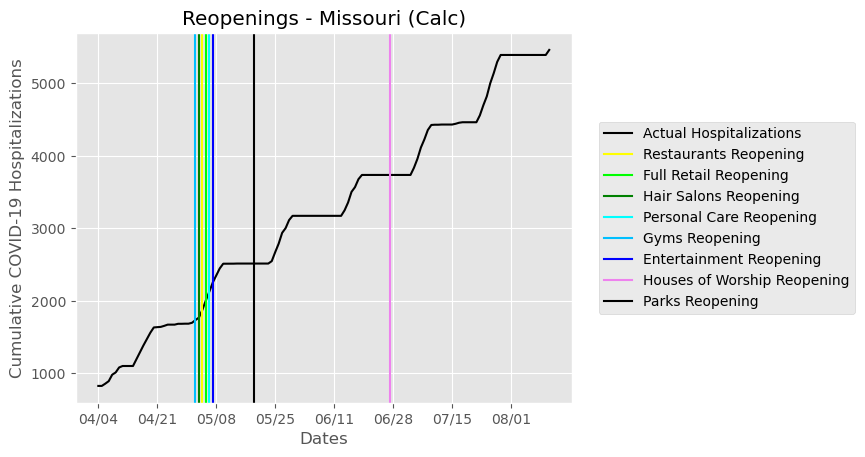 Reopenings - Missouri (Calc)
Cumulative COVID-19 Hospitalizations
5000
4000
3000
2000
1000
04/04 04/21 05/08 05/25 06/11 06/28 07/15 08/01
Dates
Actual Hospitalizations
Restaurants Reopening
Full Retail Reopening
Hair Salons Reopening
Personal Care Reopening
Gyms Reopening
Entertainment Reopening
Houses of Worship Reopening
Parks Reopening